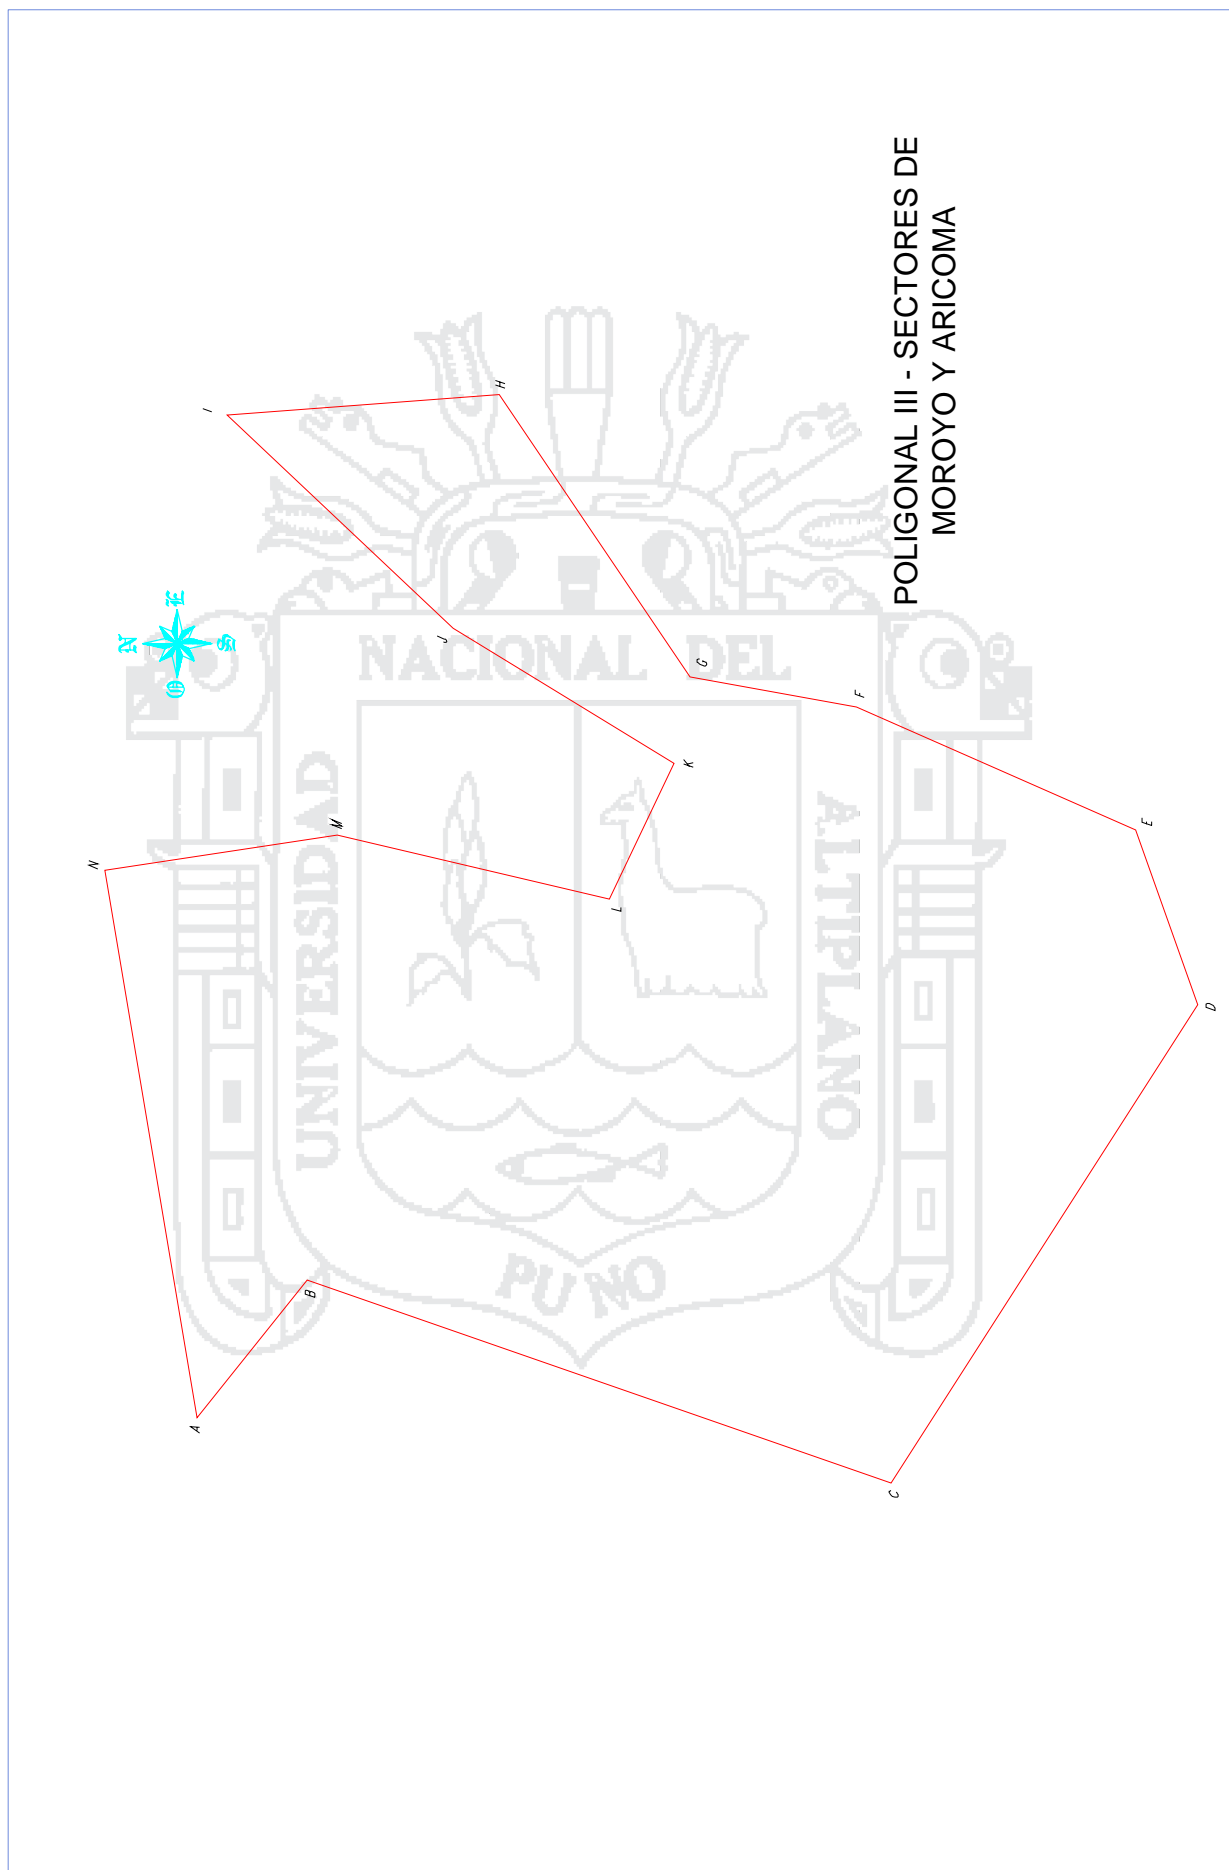 POLIGONAL III - SECTORES DE
MOROYO Y ARICOMA
N
E
S
O
UNIVERSIDAD
NACIONAL DEL
ALTIPLANO
PUNO
A
B
C
D
E
F
G
H
I
J
K
L
M
N